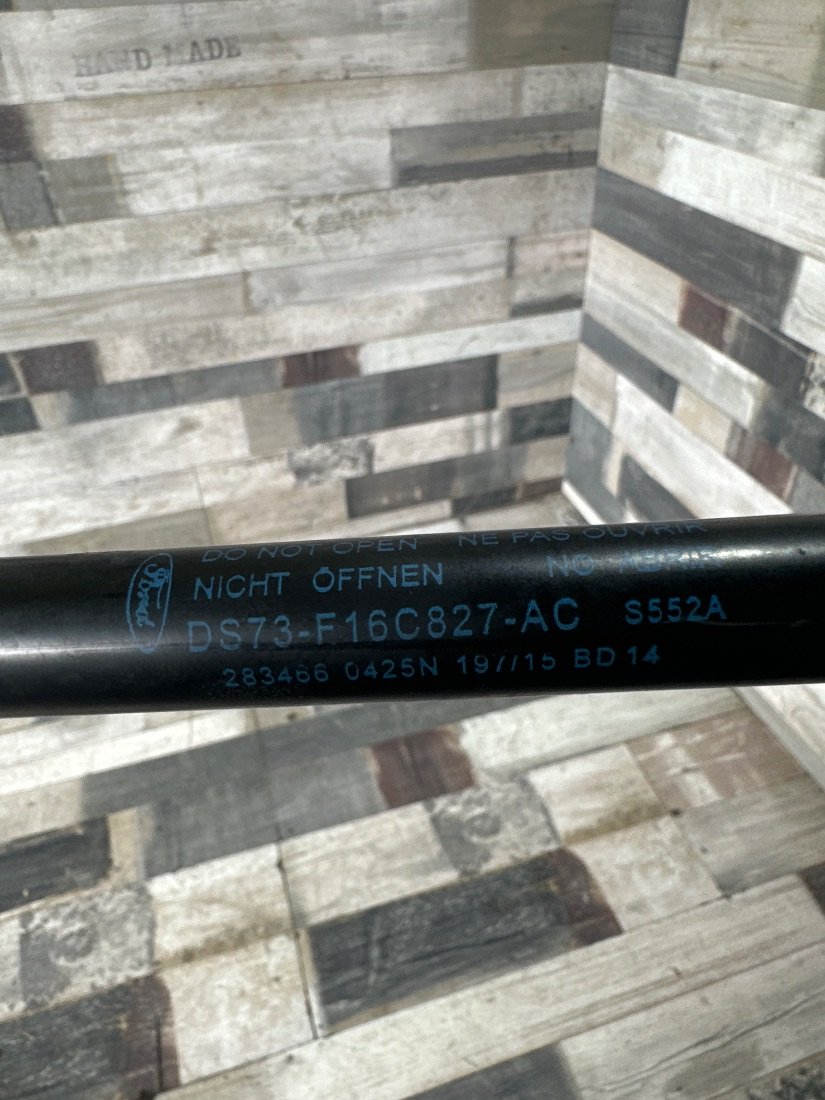 HAND MADE
DO NOT OPEN NE PAS OUVRIR
Ford NICHT ÖFFNEN NO ABRIR
DS73-F16C827-AC S552A
283466 0425N 197/15 BD 14